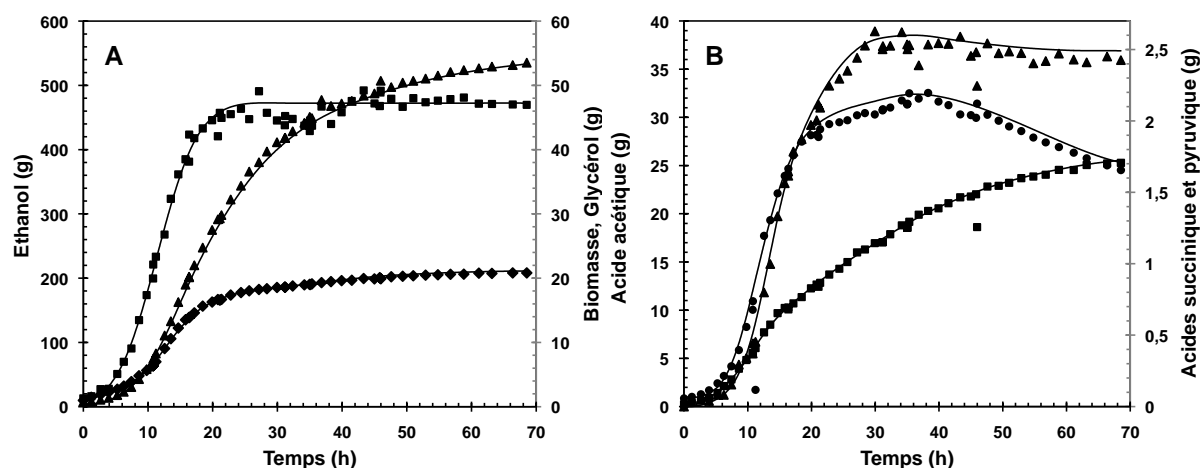 A
Ethanol (g)
600
500
400
300
200
100
0
0 10 20 30 40 50 60 70
Temps (h)
60
50
40
30
20
10
0
Biomasse, Glycérol (g)
B
Acide acétique (g)
40
35
30
25
20
15
10
5
0
0 10 20 30 40 50 60 70
Temps (h)
2,5
2
1,5
1
0,5
0
Acides succinique et pyruvique (g)